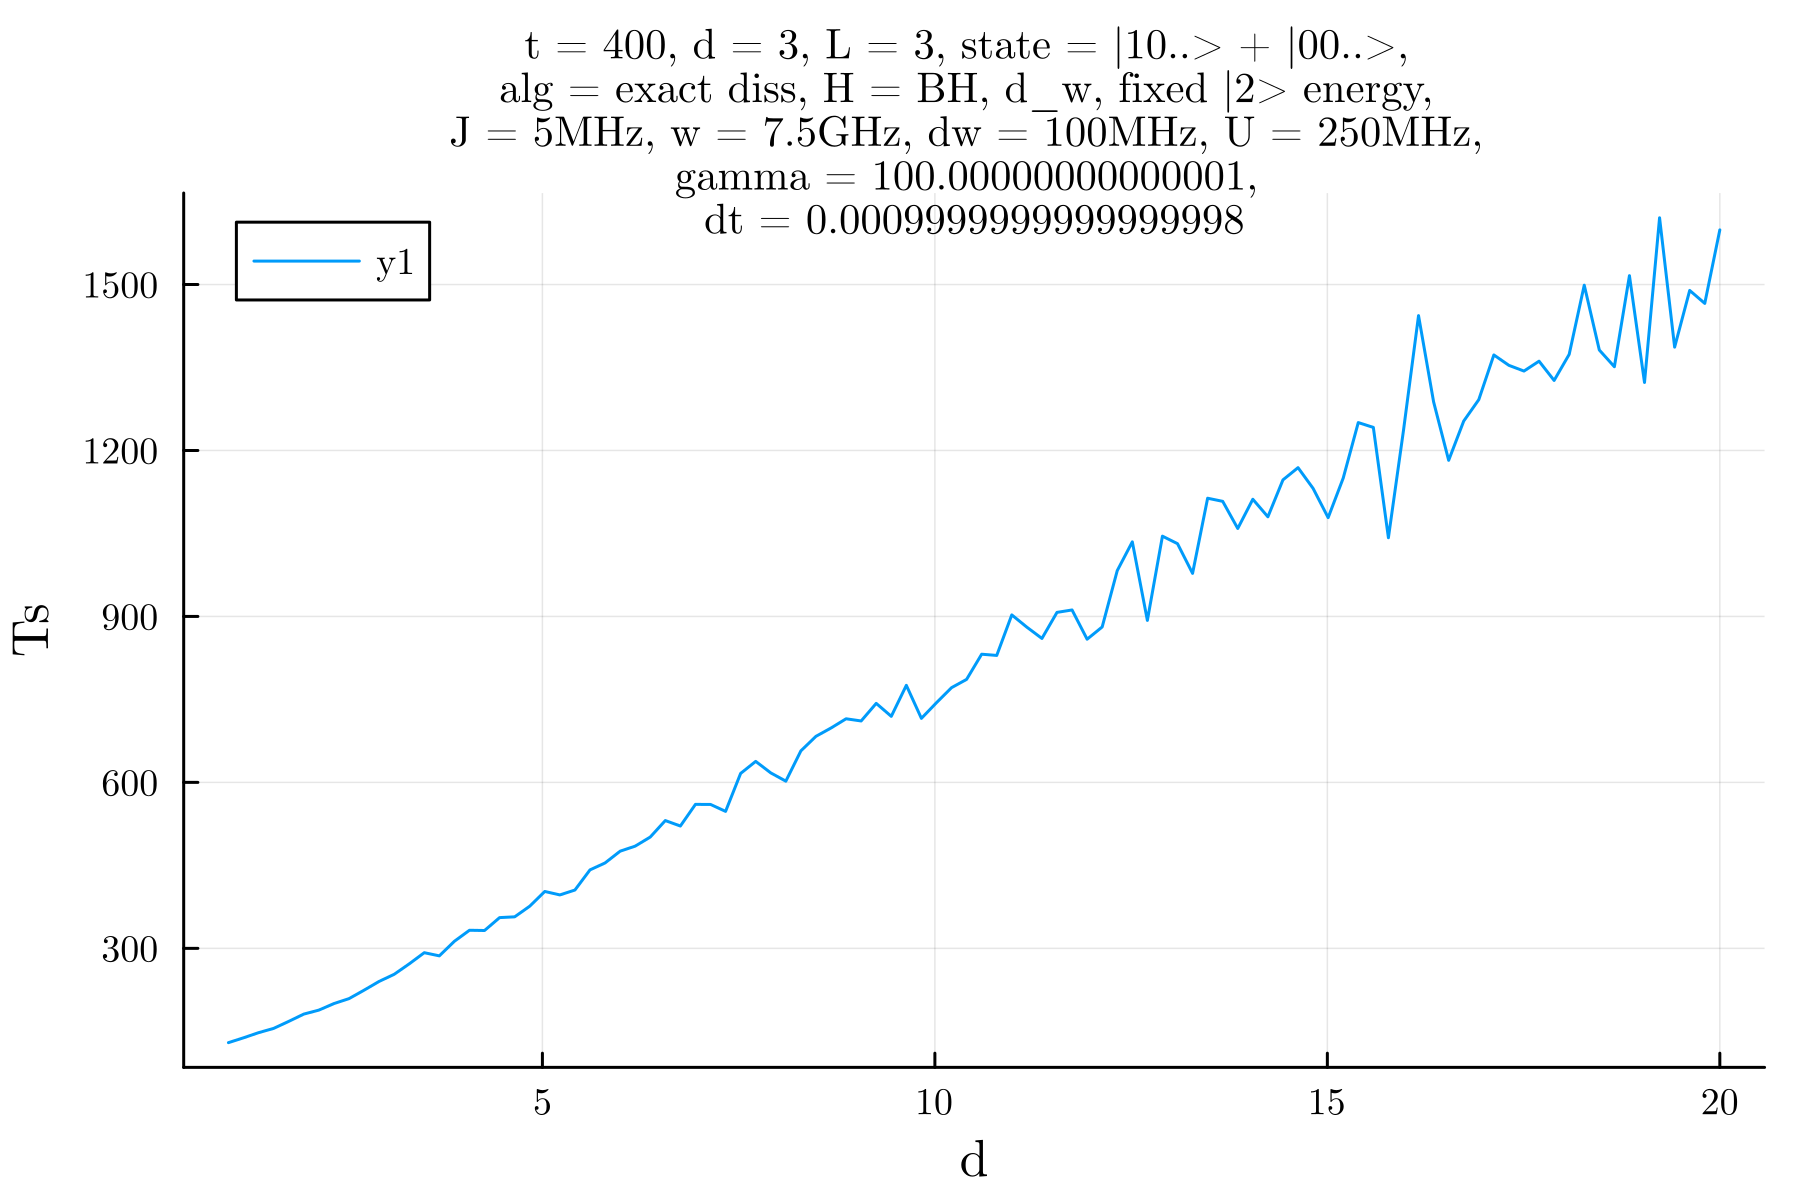 t = 400, d = 3, L = 3, state = |10..> + |00..>,
alg = exact diss, H = BH, d_w, fixed |2> energy,
J = 5MHz, w = 7.5GHz, dw = 100MHz, U = 250MHz,
gamma = 100.00000000000001,
dt = 0.0009999999999999998
y1
1500
1200
900
600
300
Ts
5 10 15 20
d